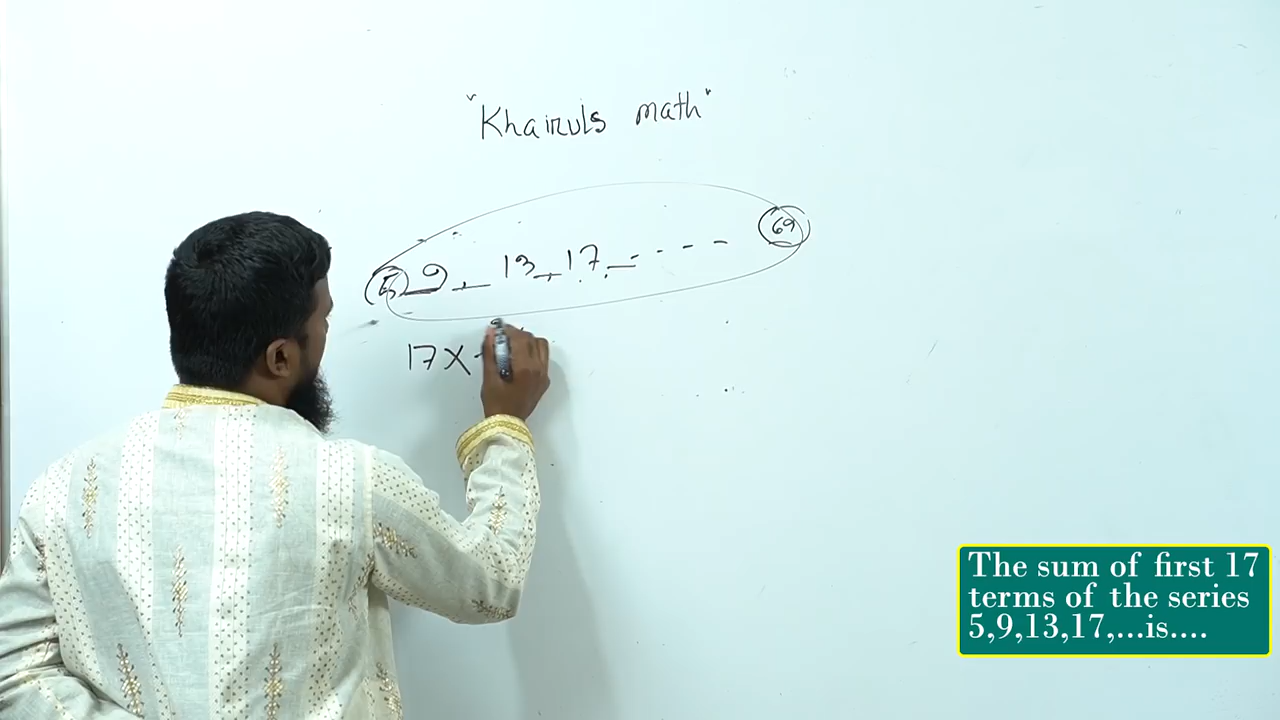 "Khairuls math"
5 9 13 17 - - - - 69
17 X
The sum of first 17
terms of the series
5,9,13,17,...is....